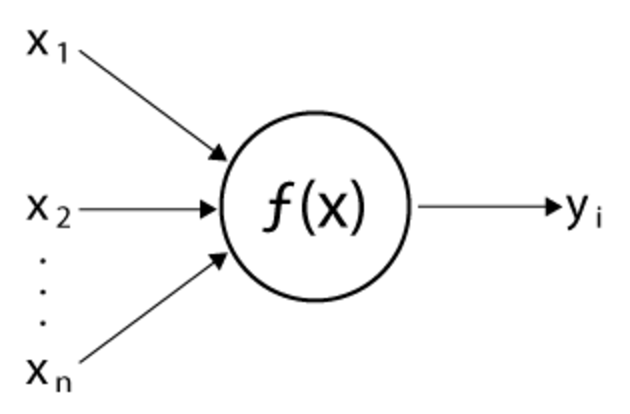 x₁
x₂
.
.
.
xₙ
f(x)
yᵢ